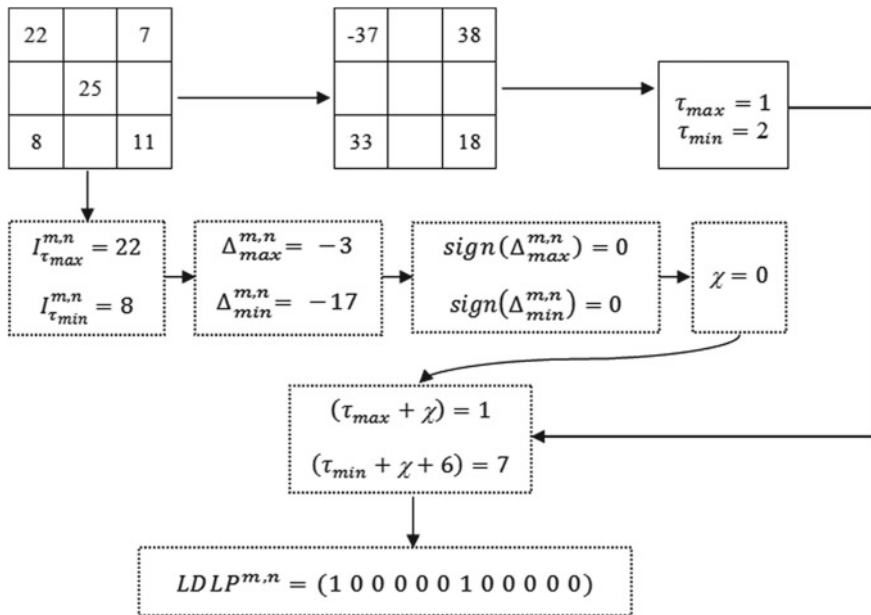 22 7
25
8 11
-37 38
33 18
τ_max = 1
τ_min = 2
I^{m,n}_{τ_max} = 22
I^{m,n}_{τ_min} = 8
Δ^{m,n}_{max} = −3
Δ^{m,n}_{min} = −17
sign(Δ^{m,n}_{max}) = 0
sign(Δ^{m,n}_{min}) = 0
χ = 0
(τ_max + χ) = 1
(τ_min + χ + 6) = 7
LDLP^{m,n} = (1 0 0 0 0 0 1 0 0 0 0 0)